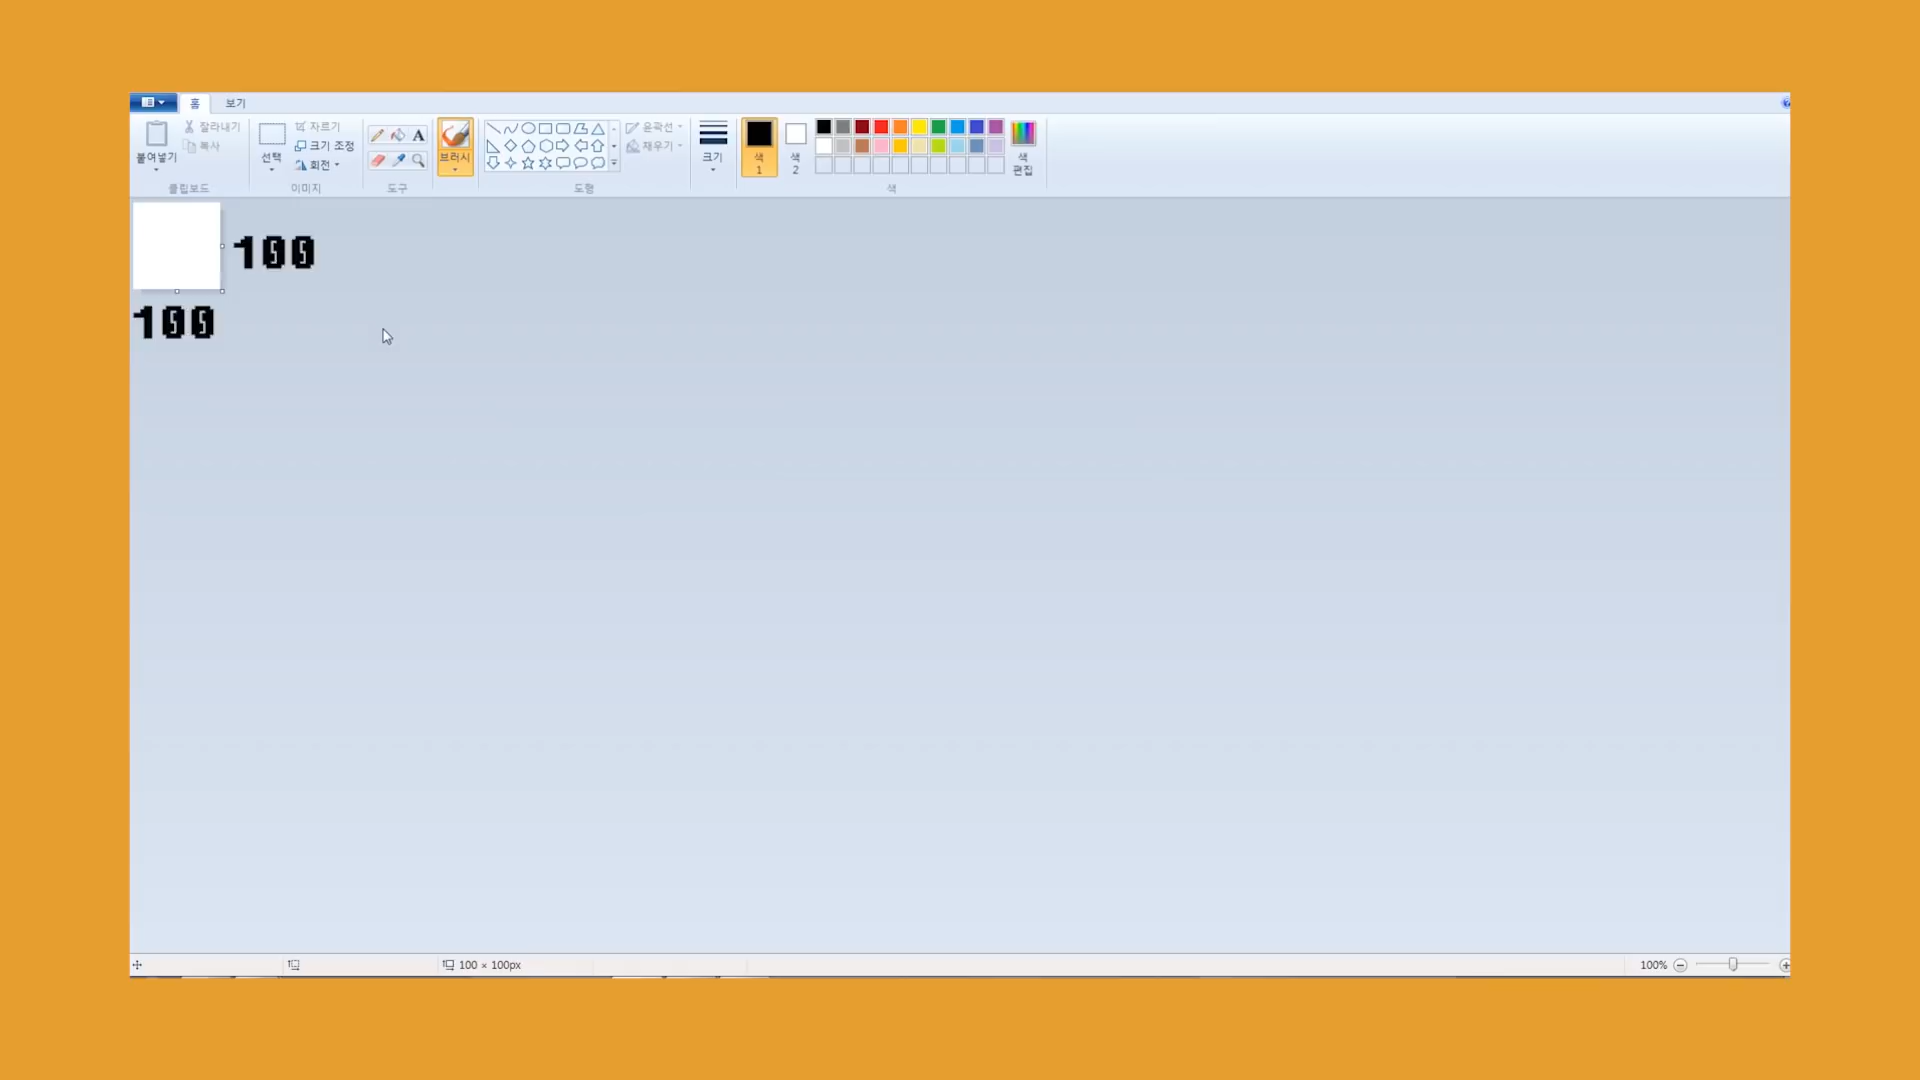 홈 보기
잘라내기 자르기 윤곽선
복사 크기 조정 채우기
붙여넣기 선택 회전 A 브러시 크기 색 1 색 2 색 편집
클립보드 이미지 도구 도형 색
100
100
100 × 100px 100%